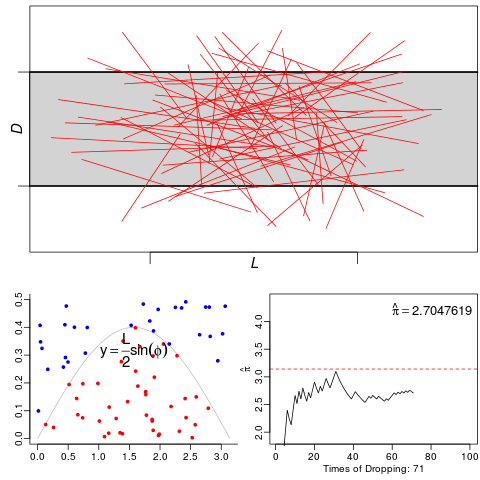 D
L
0.0 0.1 0.2 0.3 0.4 0.5
y = L/2 sin(ϕ)
0.0 0.5 1.0 1.5 2.0 2.5 3.0
π̂ = 2.7047619
π̂
2.0 2.5 3.0 3.5 4.0
0 20 40 60 80 100
Times of Dropping: 71